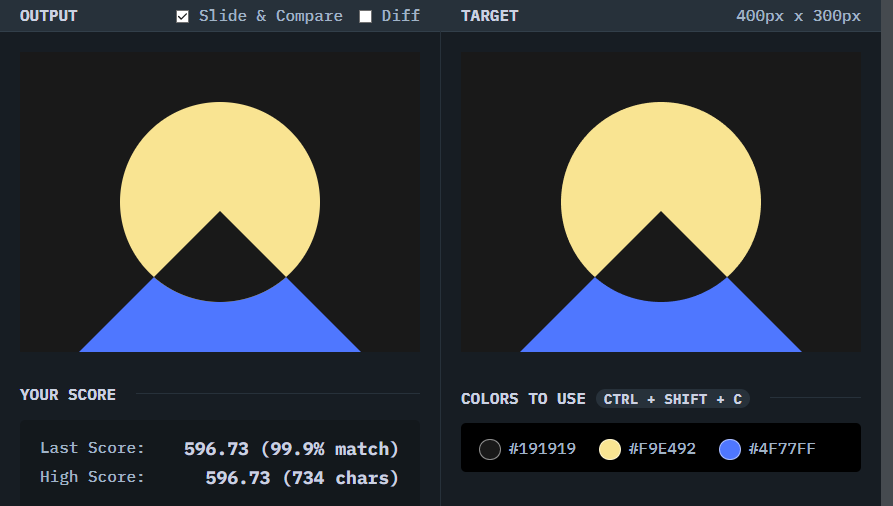 OUTPUT Slide & Compare Diff TARGET 400px x 300px
YOUR SCORE
Last Score: 596.73 (99.9% match)
High Score: 596.73 (734 chars)
COLORS TO USE CTRL + SHIFT + C
#191919 #F9E492 #4F77FF